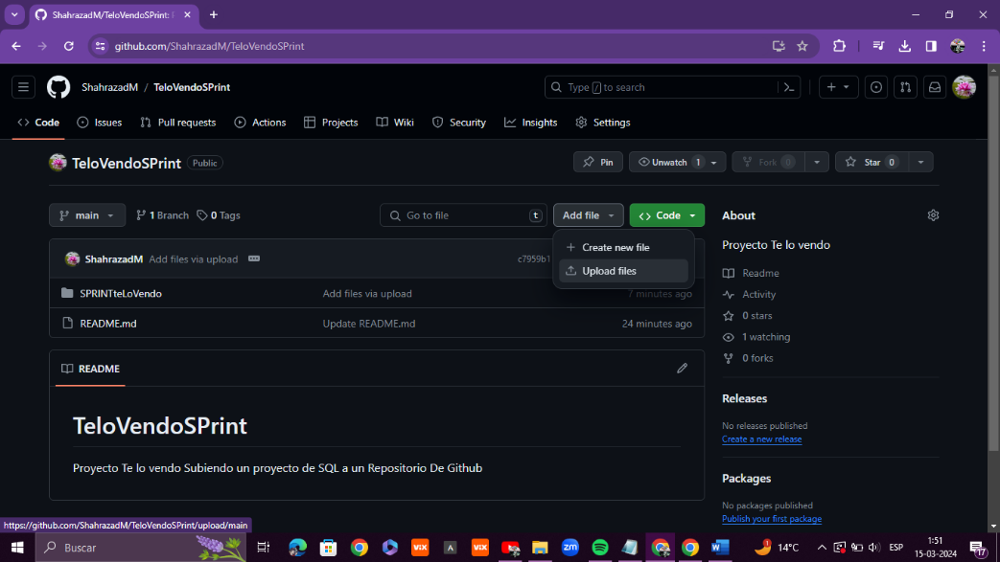 ShahrazadM/TeloVendoSPrint:
github.com/ShahrazadM/TeloVendoSPrint
ShahrazadM / TeloVendoSPrint
Type / to search
Code Issues Pull requests Actions Projects Wiki Security Insights Settings
TeloVendoSPrint Public
Pin Unwatch 1 Fork 0 Star 0
main 1 Branch 0 Tags Go to file t Add file Code
About
Create new file
Upload files
Proyecto Te lo vendo
ShahrazadM Add files via upload c7959b1
Readme
SPRINTteLoVendo Add files via upload 7 minutes ago
Activity
0 stars
README.md Update README.md 24 minutes ago
1 watching
0 forks
README
Releases
No releases published
Create a new release
TeloVendoSPrint
Proyecto Te lo vendo Subiendo un proyecto de SQL a un Repositorio De Github
Packages
No packages published
Publish your first package
https://github.com/ShahrazadM/TeloVendoSPrint/upload/main
Buscar
VIX
A
VIX
zm
W
1
14°C
ESP
1:51
15-03-2024
17